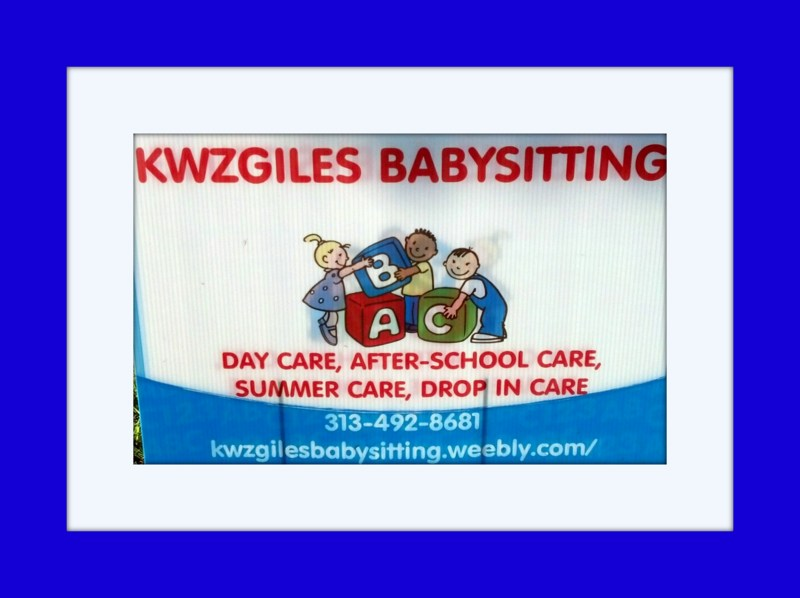 KWZGILES BABYSITTING
B
A C
DAY CARE, AFTER-SCHOOL CARE,
SUMMER CARE, DROP IN CARE
313-492-8681
kwzgilesbabysitting.weebly.com/